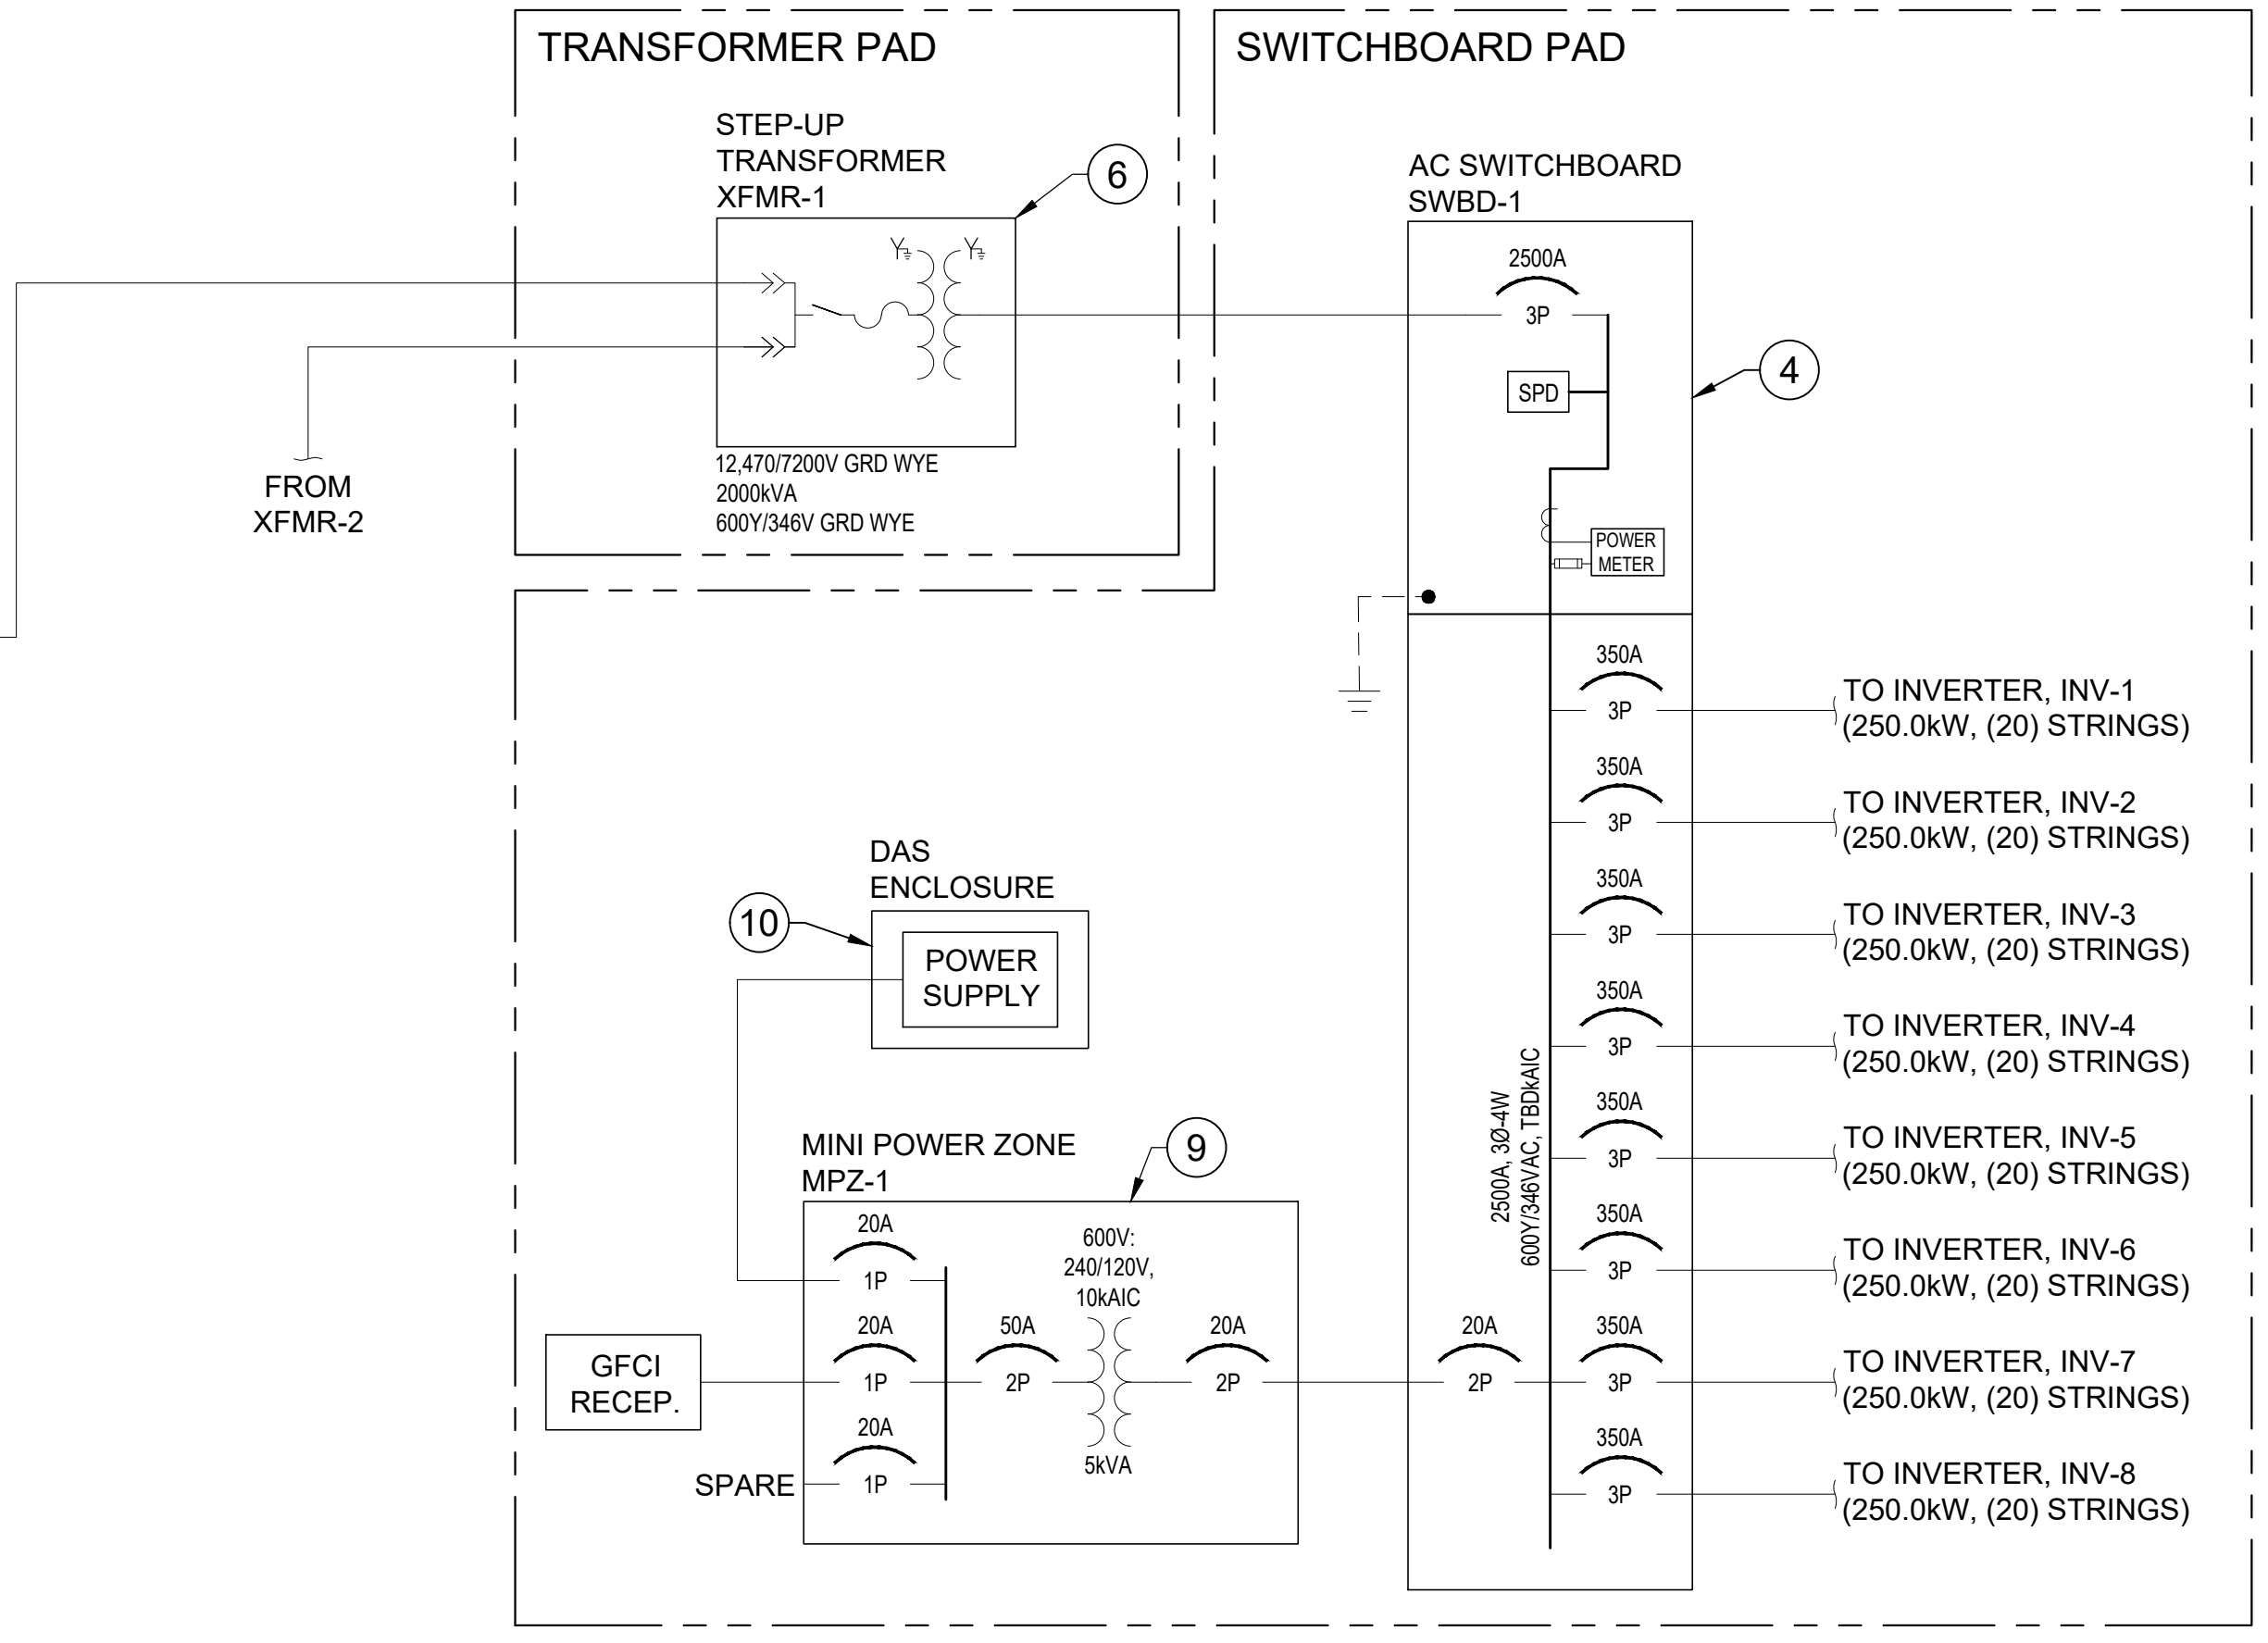 TRANSFORMER PAD
STEP-UP
TRANSFORMER
XFMR-1
6
12,470/7200V GRD WYE
2000kVA
600Y/346V GRD WYE
FROM
XFMR-2
SWITCHBOARD PAD
AC SWITCHBOARD
SWBD-1
2500A
3P
SPD
4
POWER
METER
350A
3P
TO INVERTER, INV-1
(250.0kW, (20) STRINGS)
350A
3P
TO INVERTER, INV-2
(250.0kW, (20) STRINGS)
350A
3P
TO INVERTER, INV-3
(250.0kW, (20) STRINGS)
350A
3P
TO INVERTER, INV-4
(250.0kW, (20) STRINGS)
350A
3P
TO INVERTER, INV-5
(250.0kW, (20) STRINGS)
350A
3P
TO INVERTER, INV-6
(250.0kW, (20) STRINGS)
350A
3P
TO INVERTER, INV-7
(250.0kW, (20) STRINGS)
350A
3P
TO INVERTER, INV-8
(250.0kW, (20) STRINGS)
2500A, 3Ø-4W
600Y/346VAC, TBDkAIC
20A
2P
DAS
ENCLOSURE
10
POWER
SUPPLY
MINI POWER ZONE
MPZ-1
9
20A
1P
20A
1P
20A
1P
50A
2P
600V:
240/120V,
10kAIC
5kVA
20A
2P
GFCI
RECEP.
SPARE